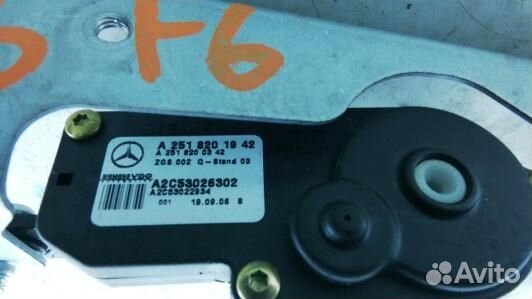 F6
A 251 820 19 42
A 251 820 03 42
ZGS 002 Q-Stand 03
SIEMENS VDO
A2C53026302
A2C53022934
001 19.09.06 B
Avito